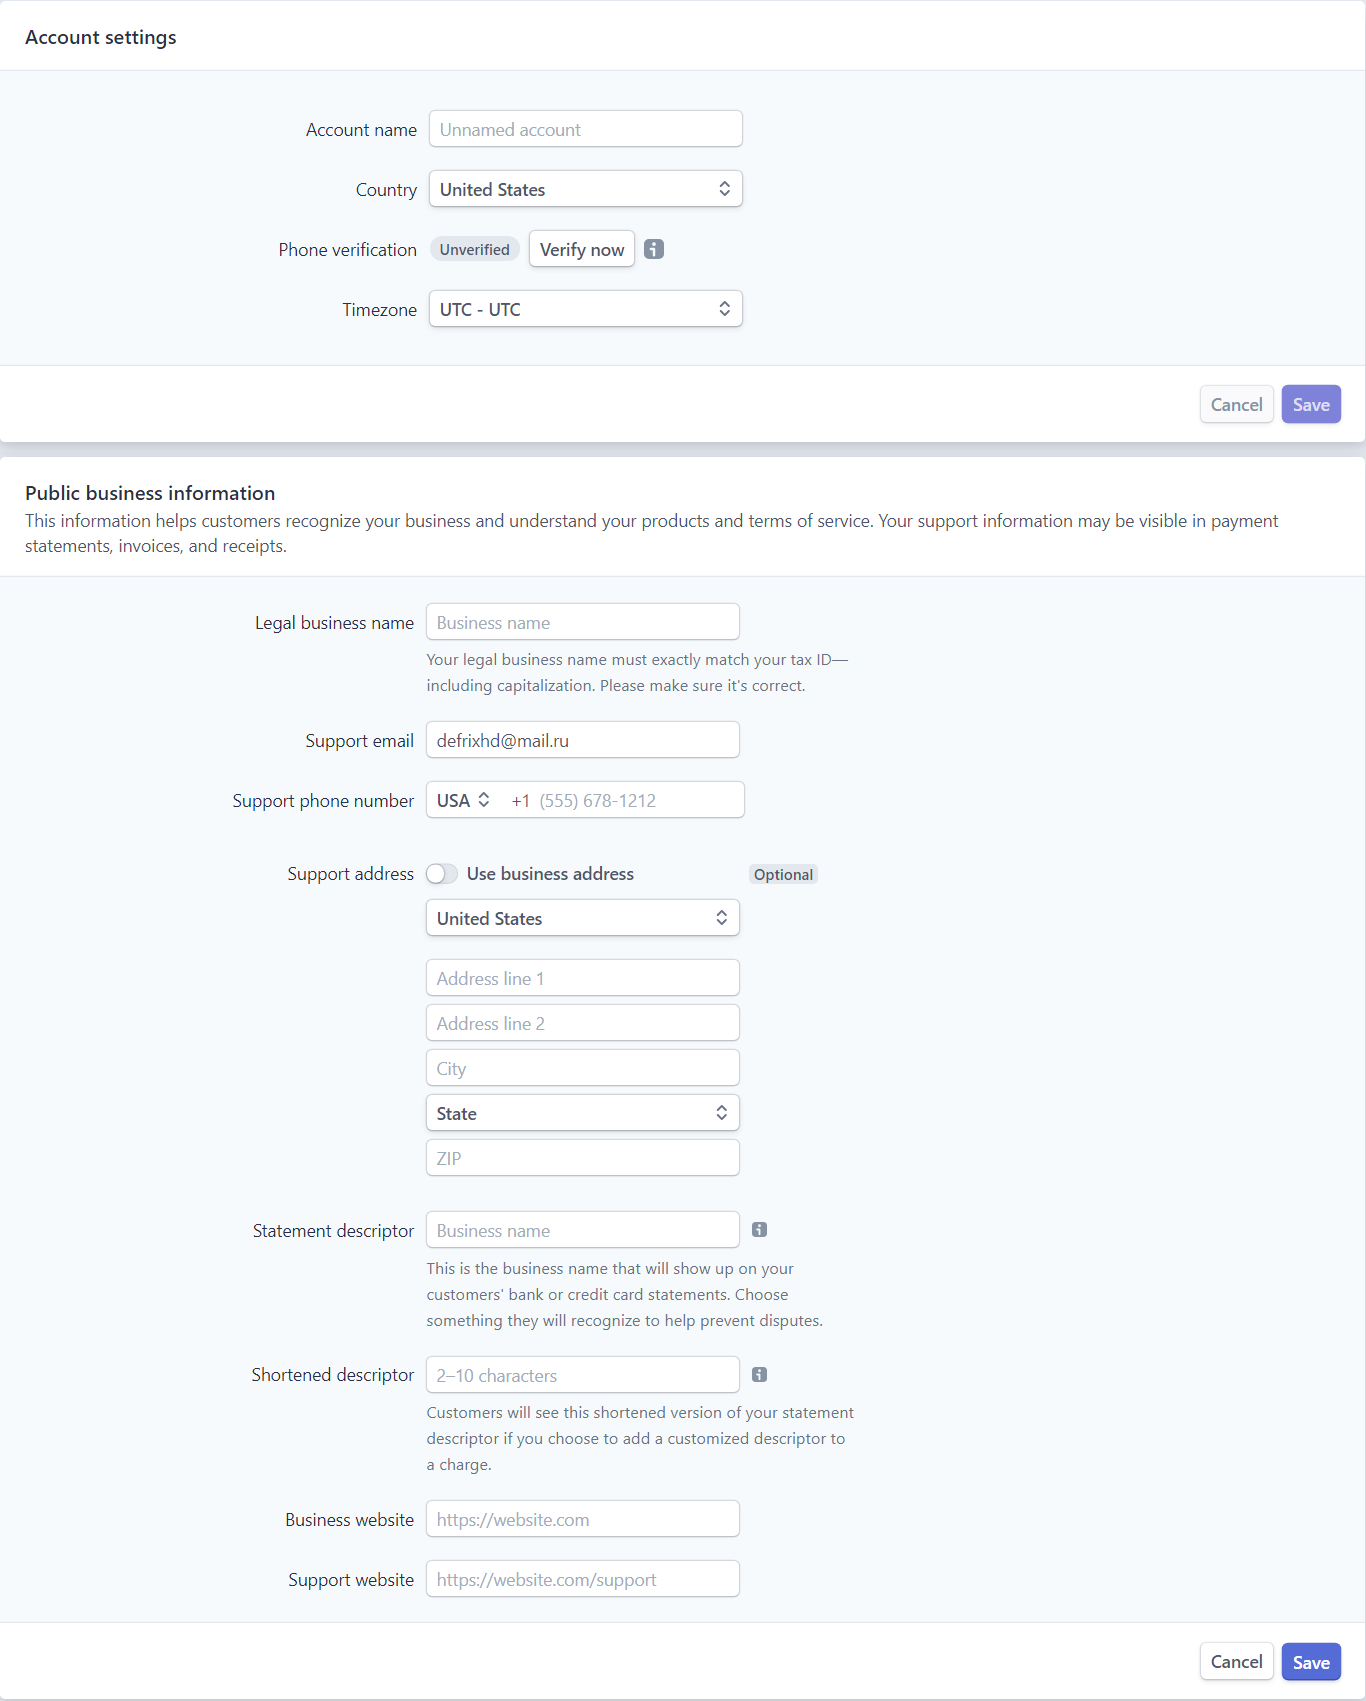 Account settings
Account name Unnamed account
Country United States
Phone verification Unverified Verify now
Timezone UTC - UTC
Cancel Save
Public business information
This information helps customers recognize your business and understand your products and terms of service. Your support information may be visible in payment
statements, invoices, and receipts.
Legal business name Business name
Your legal business name must exactly match your tax ID—
including capitalization. Please make sure it's correct.
Support email defrixhd@mail.ru
Support phone number USA +1 (555) 678-1212
Support address Use business address Optional
United States
Address line 1
Address line 2
City
State
ZIP
Statement descriptor Business name
This is the business name that will show up on your
customers' bank or credit card statements. Choose
something they will recognize to help prevent disputes.
Shortened descriptor 2–10 characters
Customers will see this shortened version of your statement
descriptor if you choose to add a customized descriptor to
a charge.
Business website https://website.com
Support website https://website.com/support
Cancel Save